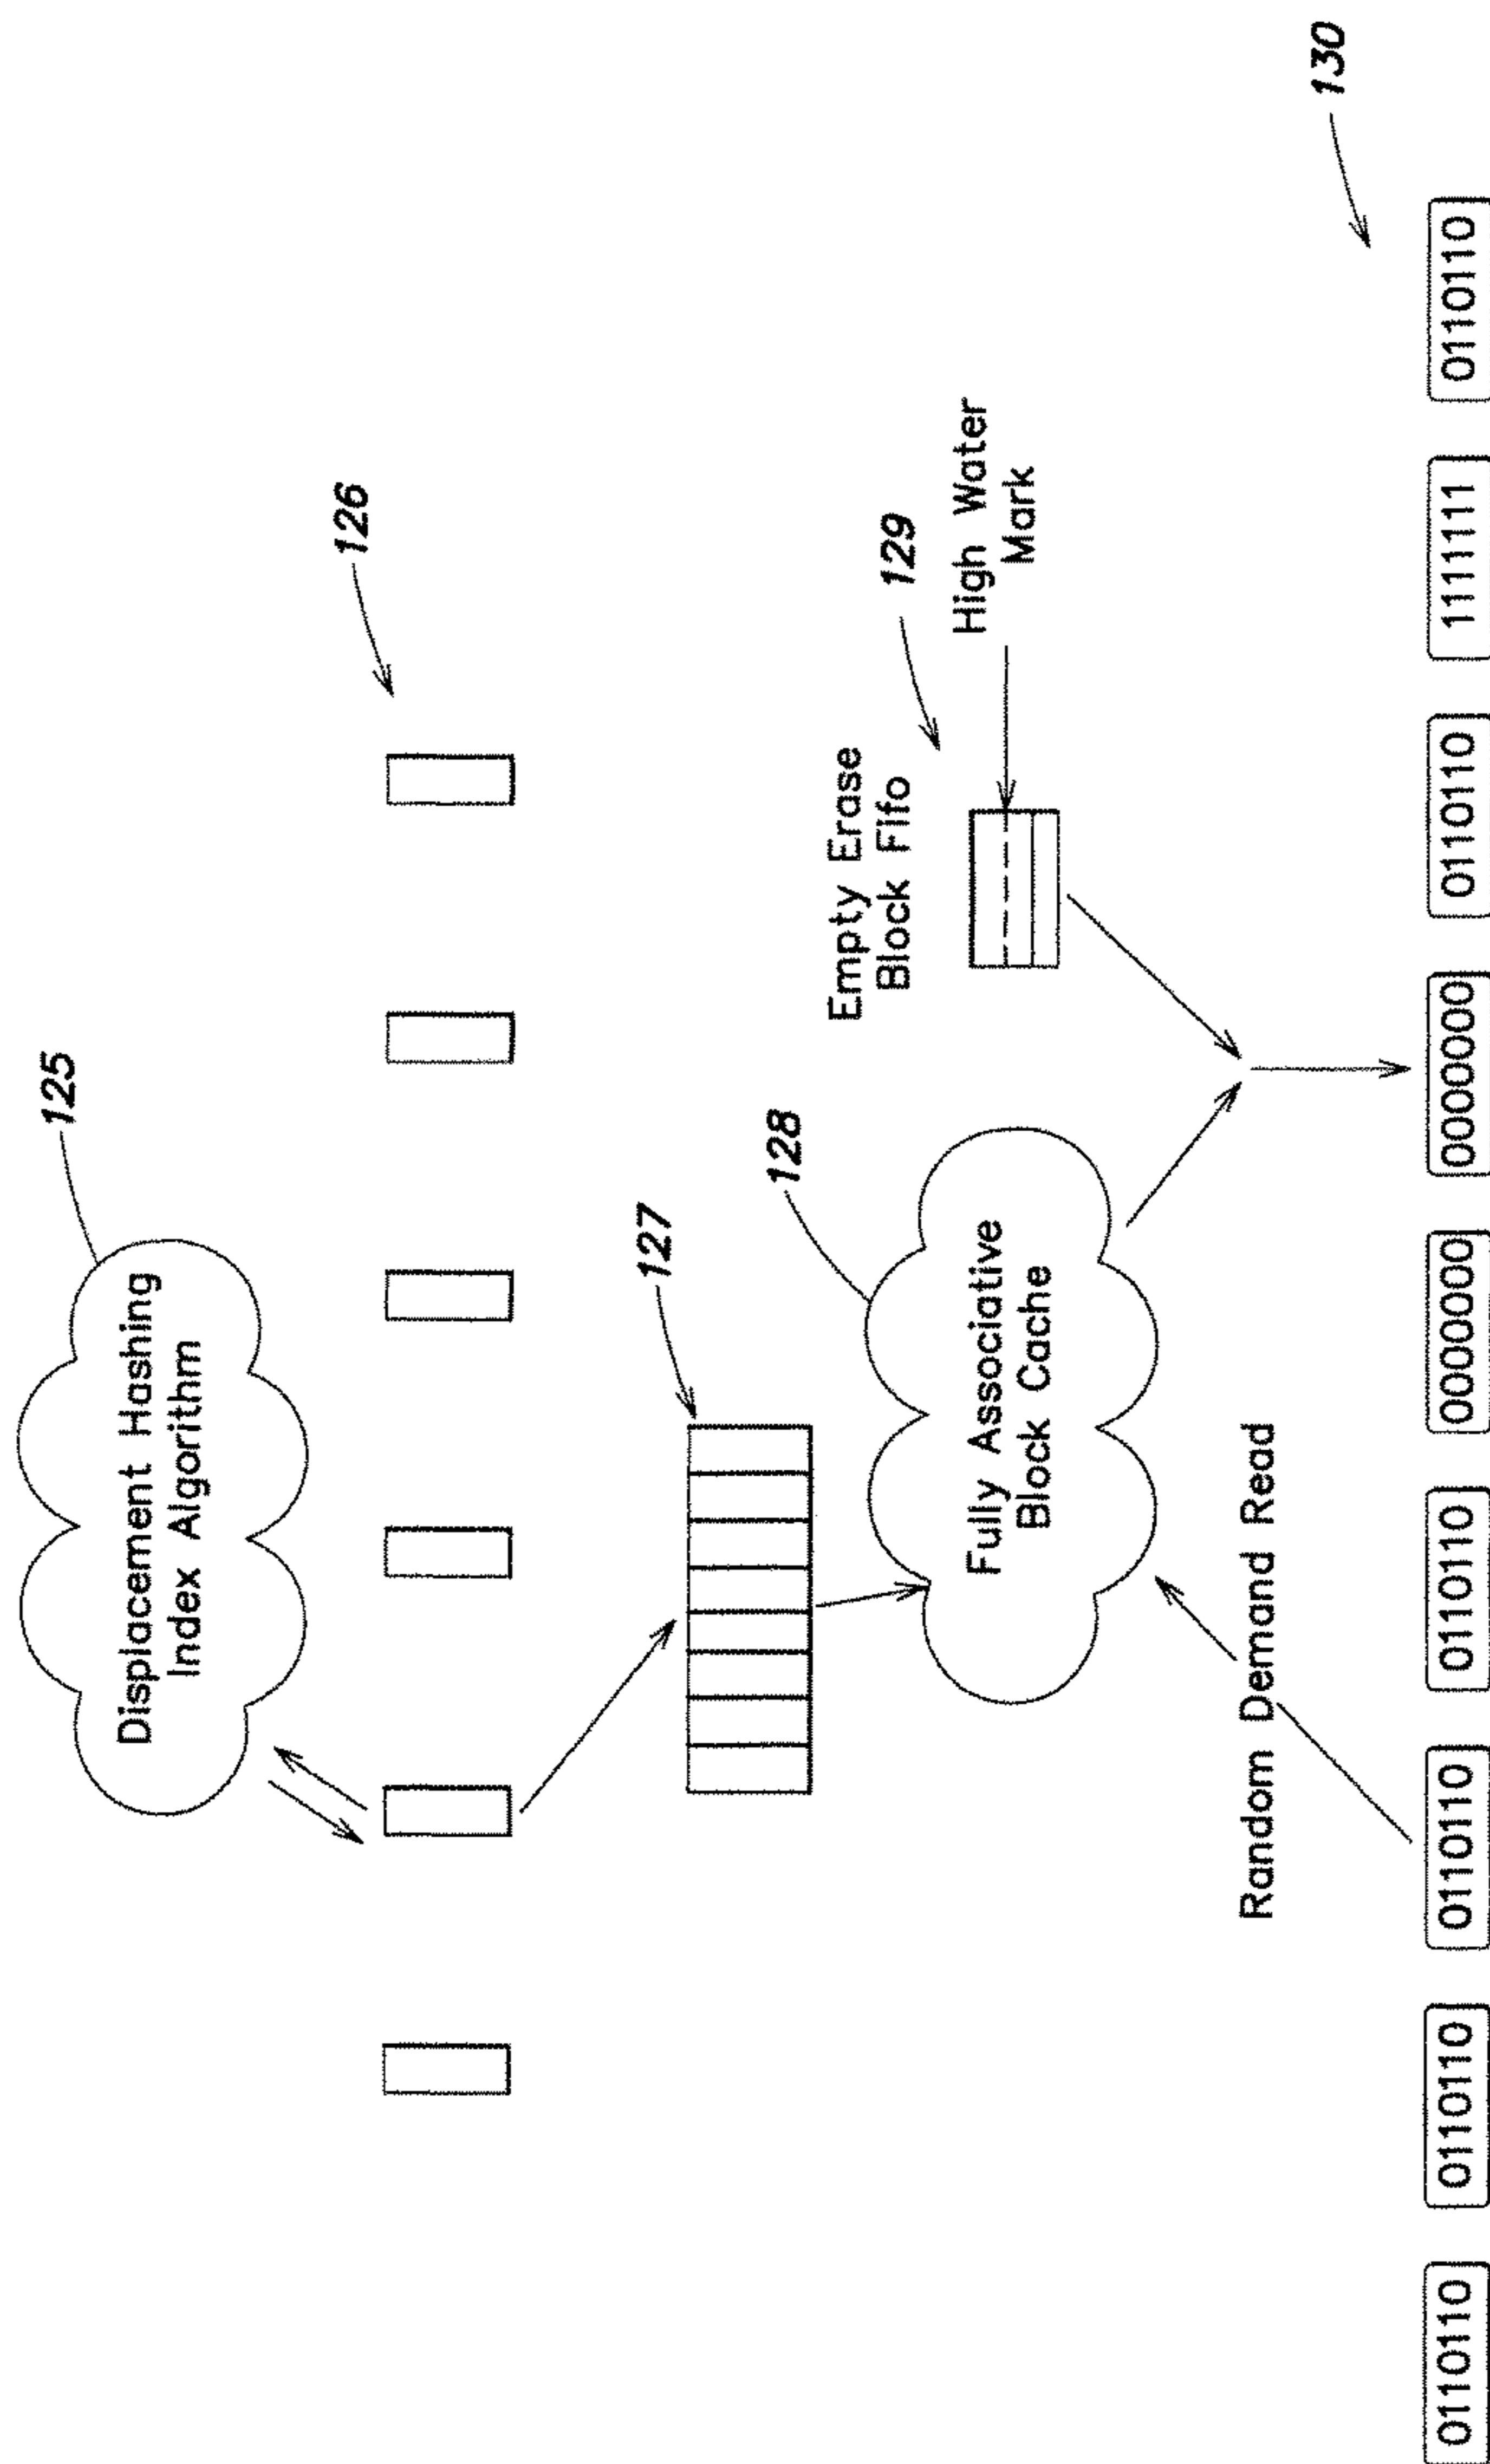 125
Displacement Hashing
Index Algorithm
126
127
128
Fully Associative
Block Cache
Empty Erase
Block Fifo
129
High Water
Mark
Random Demand Read
130
0110110
0110110
0110110
0110110
0000000
0000000
0110110
1111111
0110110